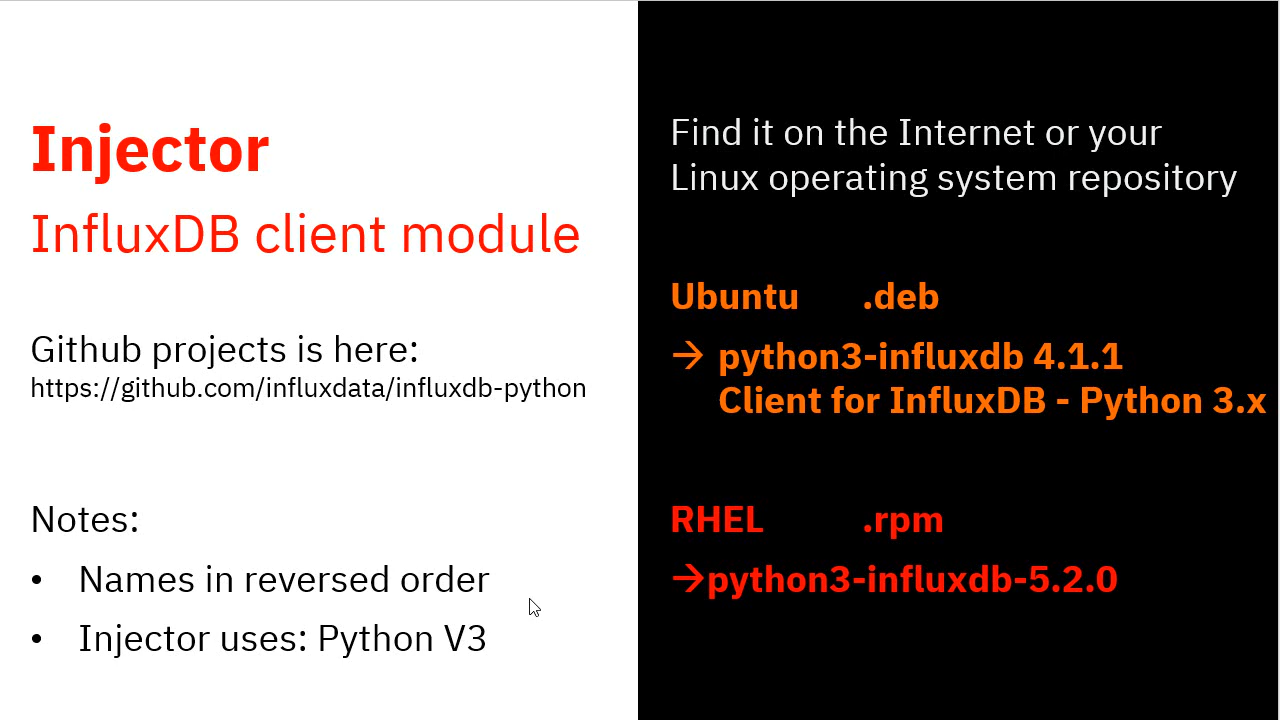 Injector
InfluxDB client module
Github projects is here:
https://github.com/influxdata/influxdb-python
Notes:
• Names in reversed order
• Injector uses: Python V3
Find it on the Internet or your
Linux operating system repository
Ubuntu .deb
→ python3-influxdb 4.1.1
Client for InfluxDB - Python 3.x
RHEL .rpm
→python3-influxdb-5.2.0